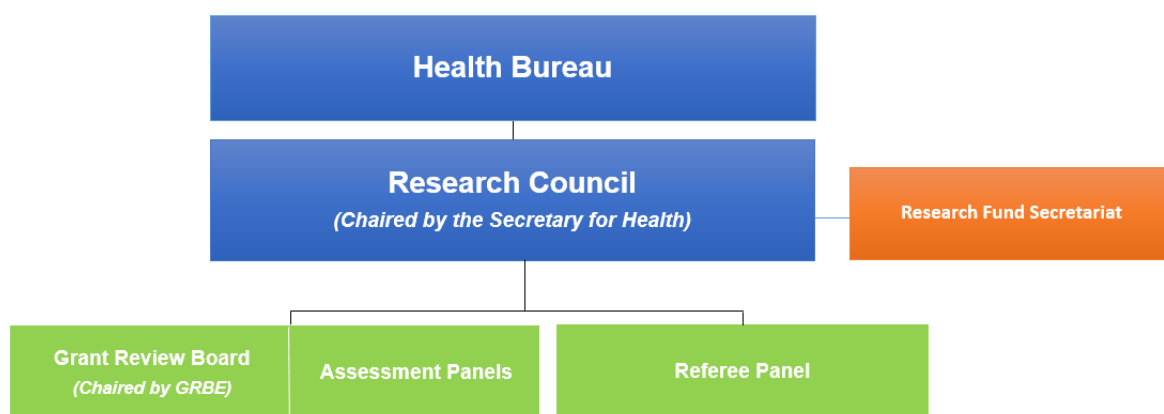 Health Bureau
Research Council
(Chaired by the Secretary for Health)
Research Fund Secretariat
Grant Review Board
(Chaired by GRBE)
Assessment Panels
Referee Panel